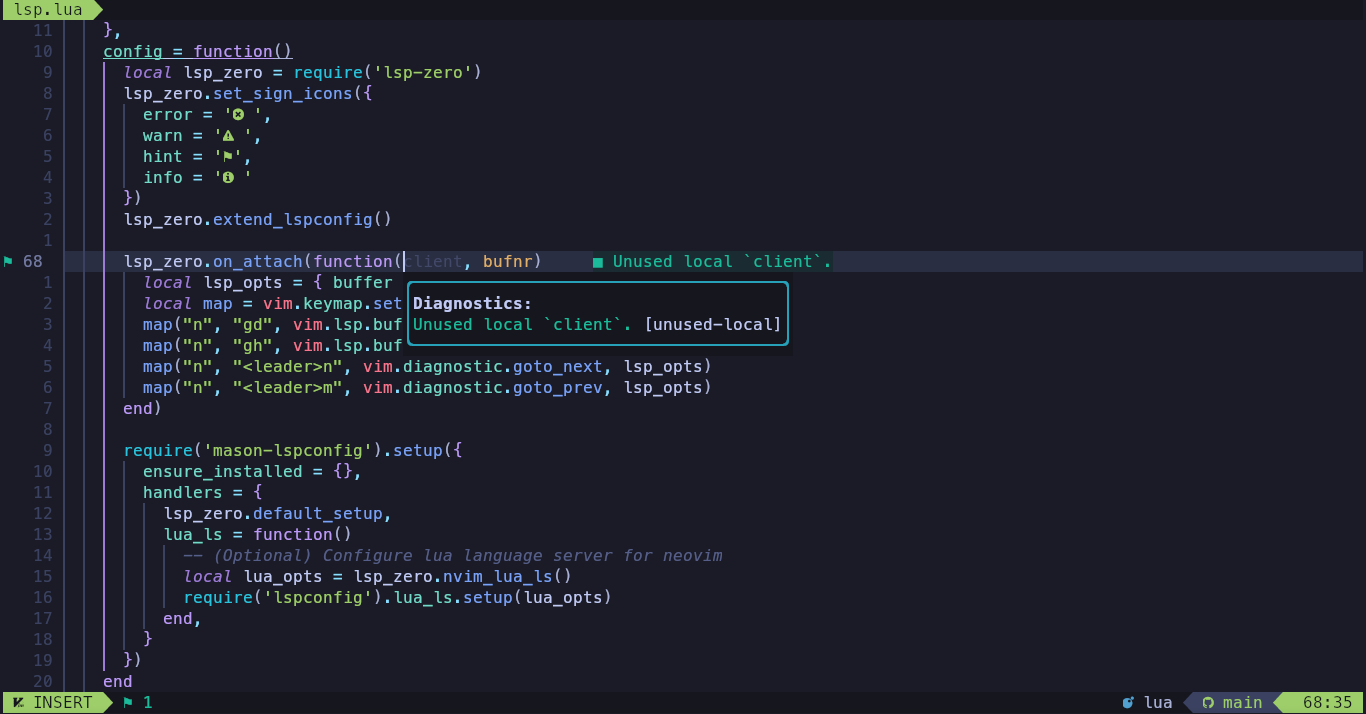 lsp.lua
11 },
10 config = function()
9 local lsp_zero = require('lsp-zero')
8 lsp_zero.set_sign_icons({
7 error = ' ',
6 warn = ' ',
5 hint = '⚑',
4 info = ' '
3 })
2 lsp_zero.extend_lspconfig()
1
⚑ 68 lsp_zero.on_attach(function(client, bufnr) ■ Unused local `client`.
1 local lsp_opts = { buffer
2 local map = vim.keymap.set
Diagnostics:
3 map("n", "gd", vim.lsp.buf
Unused local `client`. [unused-local]
4 map("n", "gh", vim.lsp.buf
5 map("n", "<leader>n", vim.diagnostic.goto_next, lsp_opts)
6 map("n", "<leader>m", vim.diagnostic.goto_prev, lsp_opts)
7 end)
8
9 require('mason-lspconfig').setup({
10 ensure_installed = {},
11 handlers = {
12 lsp_zero.default_setup,
13 lua_ls = function()
14 -- (Optional) Configure lua language server for neovim
15 local lua_opts = lsp_zero.nvim_lua_ls()
16 require('lspconfig').lua_ls.setup(lua_opts)
17 end,
18 }
19 })
20 end
INSERT ⚑ 1 lua main 68:35